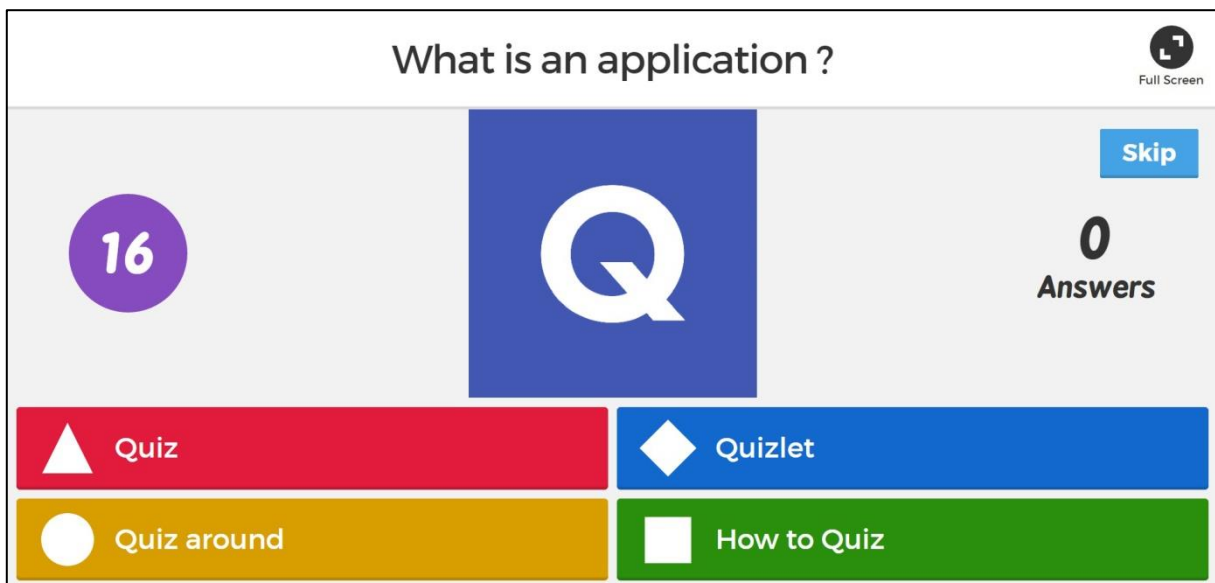 What is an application ?
Full Screen
Skip
16
Q
0
Answers
Quiz
Quizlet
Quiz around
How to Quiz